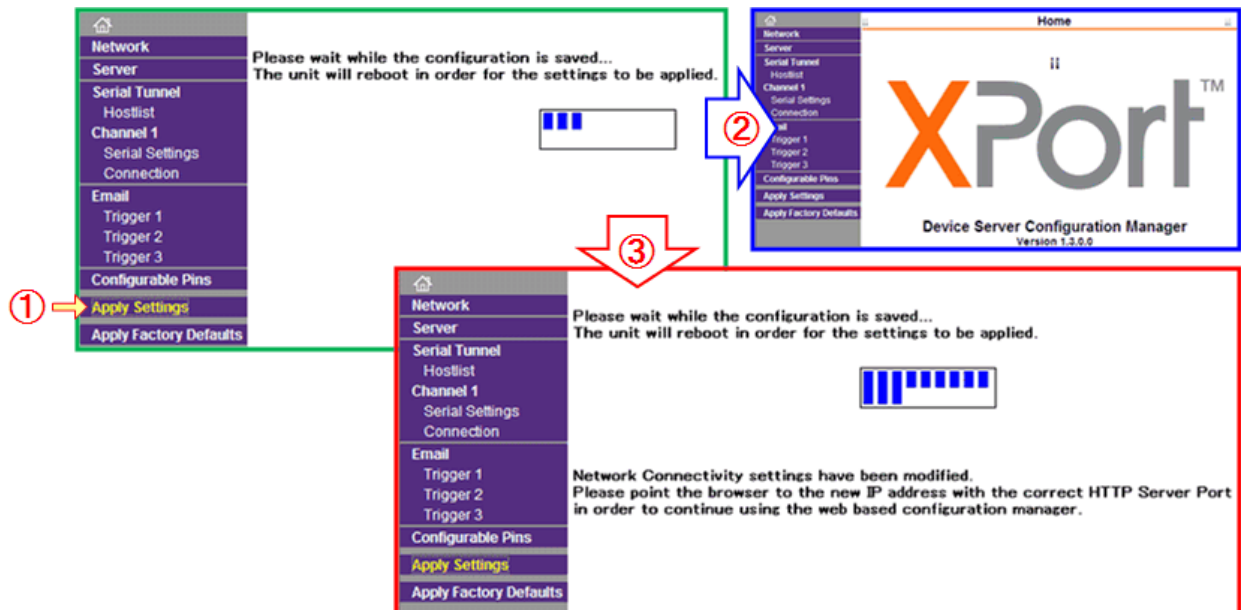 Network
Server
Serial Tunnel
Hostlist
Channel 1
Serial Settings
Connection
Email
Trigger 1
Trigger 2
Trigger 3
Configurable Pins
① Apply Settings
Apply Factory Defaults
Please wait while the configuration is saved...
The unit will reboot in order for the settings to be applied.
②
Home
Network
Server
Serial Tunnel
Hostlist
Channel 1
Serial Settings
Connection
Trigger 1
Trigger 2
Trigger 3
Configurable Pins
Apply Settings
Apply Factory Defaults
XPort™
Device Server Configuration Manager
Version 1.3.0.0
③
Network
Server
Serial Tunnel
Hostlist
Channel 1
Serial Settings
Connection
Email
Trigger 1
Trigger 2
Trigger 3
Configurable Pins
Apply Settings
Apply Factory Defaults
Please wait while the configuration is saved...
The unit will reboot in order for the settings to be applied.
Network Connectivity settings have been modified.
Please point the browser to the new IP address with the correct HTTP Server Port
in order to continue using the web based configuration manager.